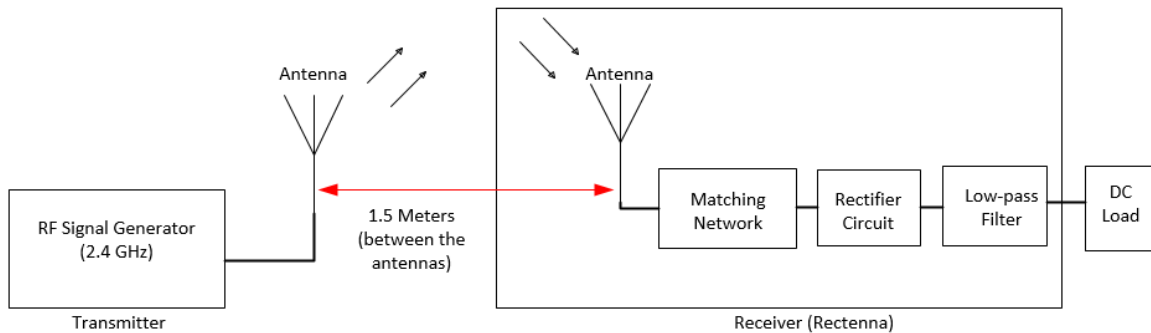 Antenna
Antenna
RF Signal Generator
(2.4 GHz)
1.5 Meters
(between the
antennas)
Matching
Network
Rectifier
Circuit
Low-pass
Filter
DC
Load
Transmitter
Receiver (Rectenna)